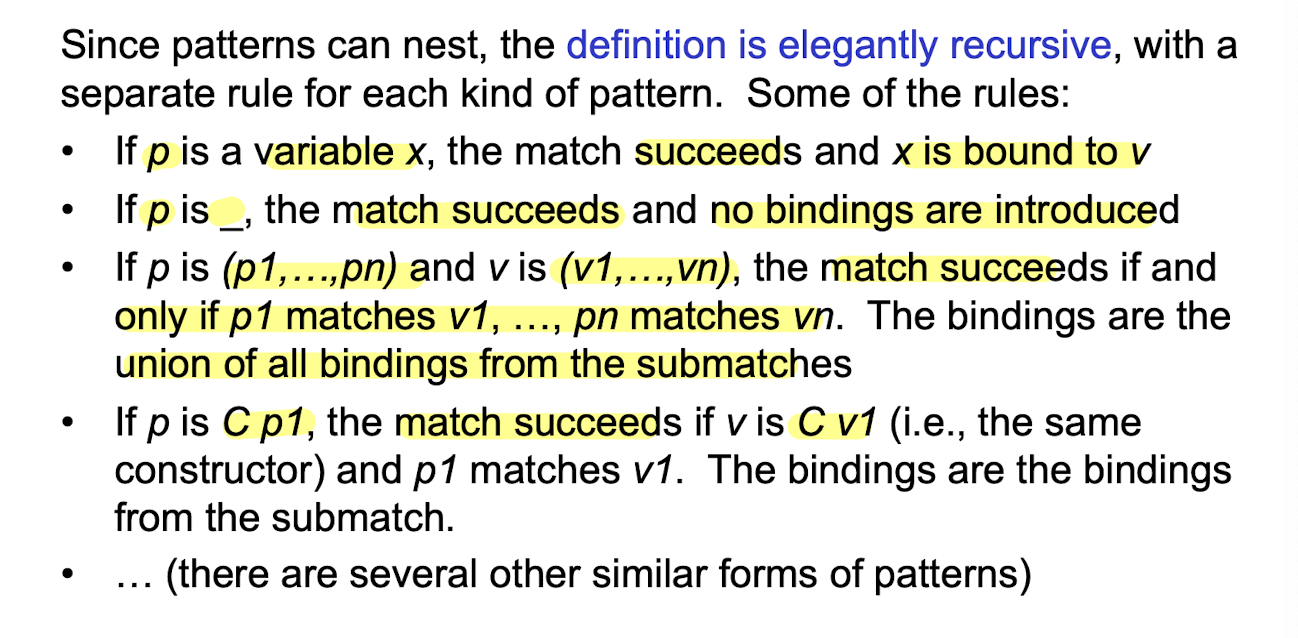 Since patterns can nest, the definition is elegantly recursive, with a
separate rule for each kind of pattern.  Some of the rules:
• If p is a variable x, the match succeeds and x is bound to v
• If p is _, the match succeeds and no bindings are introduced
• If p is (p1,…,pn) and v is (v1,…,vn), the match succeeds if and
only if p1 matches v1, …, pn matches vn.  The bindings are the
union of all bindings from the submatches
• If p is C p1, the match succeeds if v is C v1 (i.e., the same
constructor) and p1 matches v1.  The bindings are the bindings
from the submatch.
• … (there are several other similar forms of patterns)